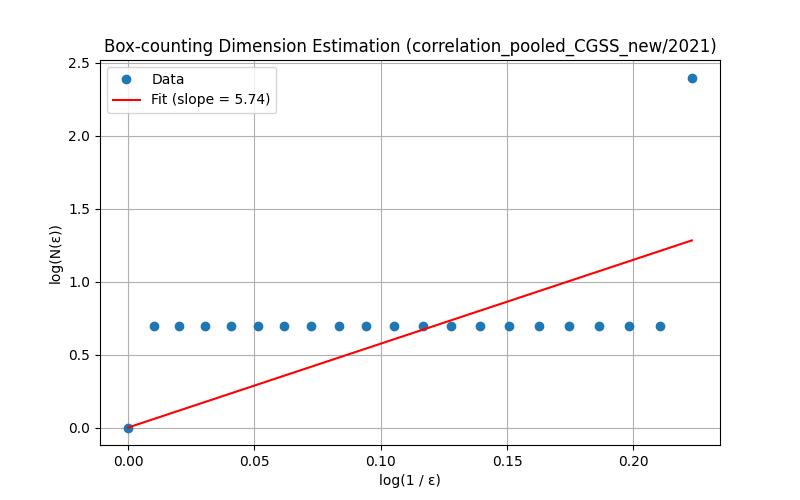 Box-counting Dimension Estimation (correlation_pooled_CGSS_new/2021)
Data
Fit (slope = 5.74)
2.5
2.0
1.5
1.0
0.5
0.0
log(N(ε))
0.00
0.05
0.10
0.15
0.20
log(1 / ε)